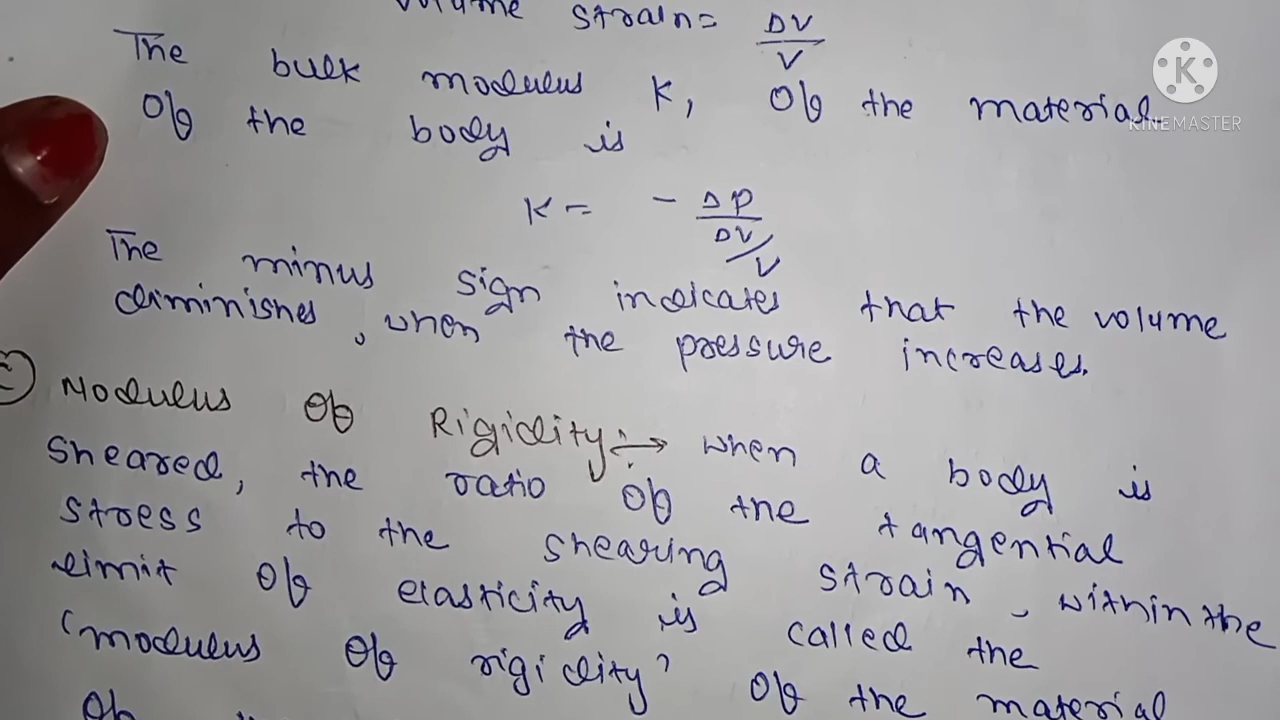 volume strain = ΔV/V
The bulk modulus K, of the material
of the body is
K = - ΔP / ΔV/V
The minus sign indicates that the volume
diminishes, when the pressure increases.
Modulus of Rigidity :→ when a body is
sheared, the ratio of the tangential
stress to the shearing strain, within the
limit of elasticity is called the
'modulus of rigidity' of the material
of
K
KINEMASTER